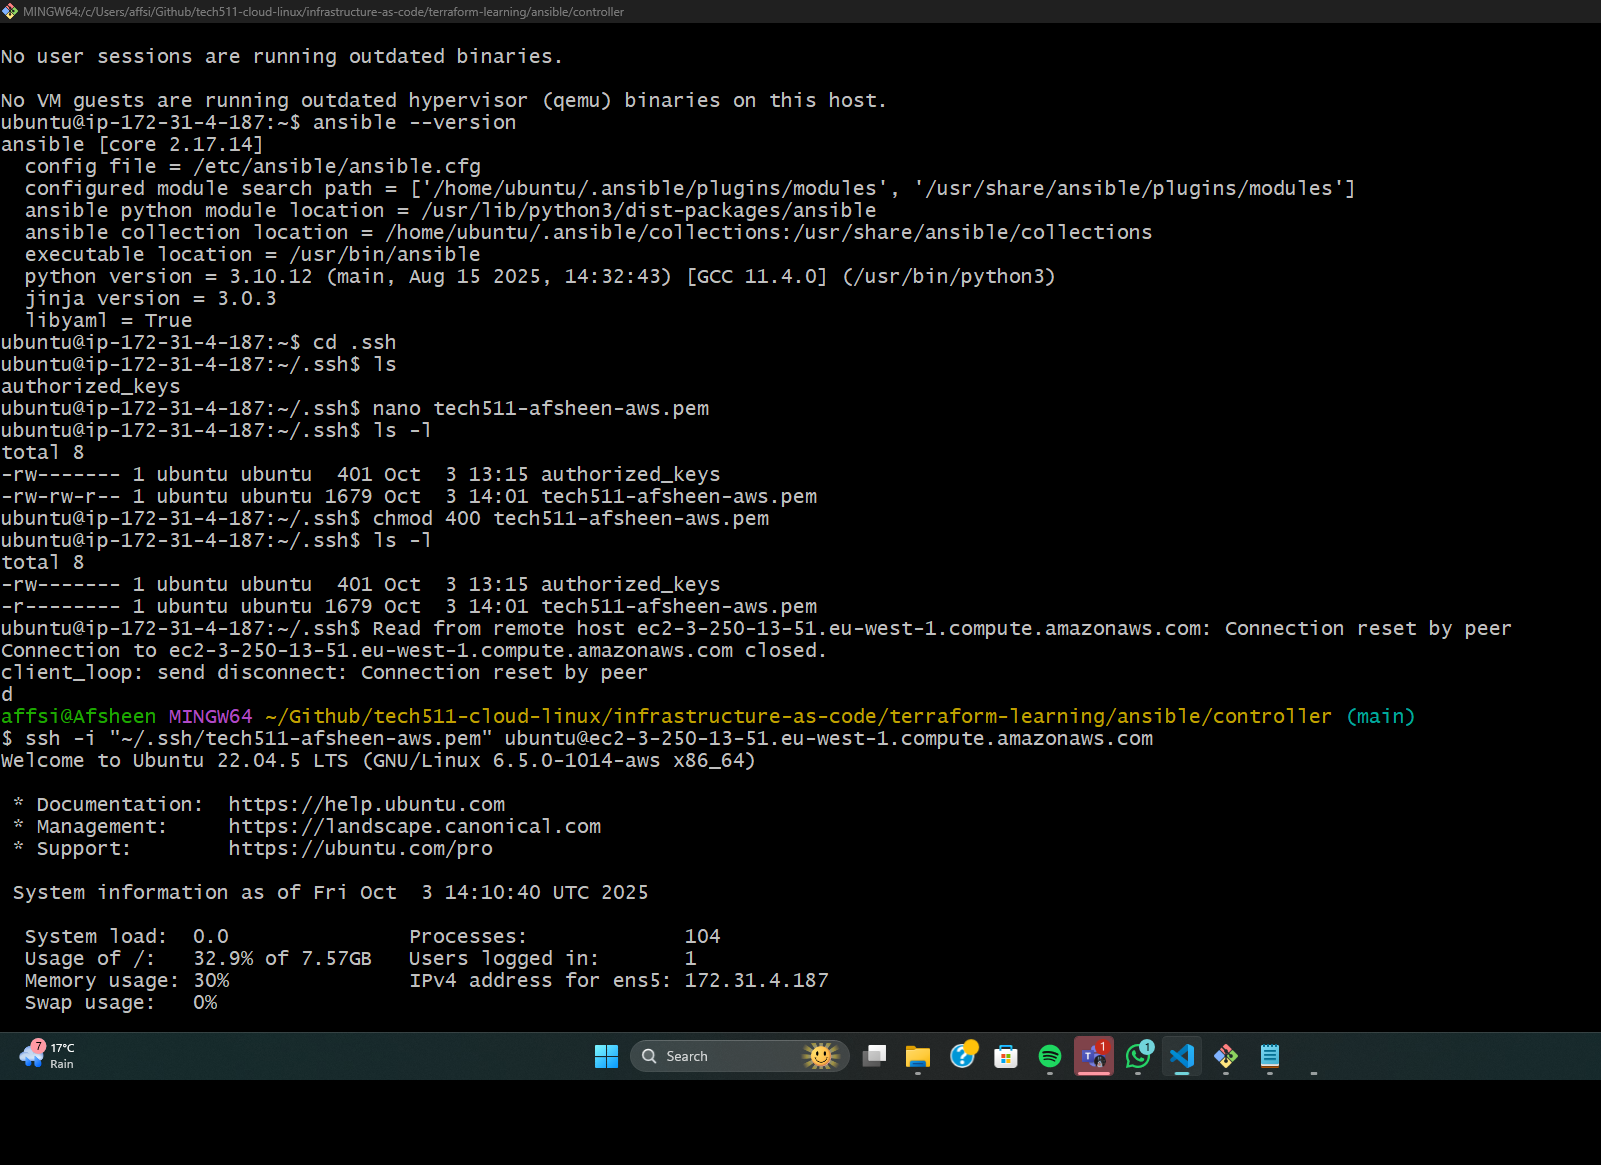 MINGW64:/c/Users/affsi/Github/tech511-cloud-linux/infrastructure-as-code/terraform-learning/ansible/controller
No user sessions are running outdated binaries.
No VM guests are running outdated hypervisor (qemu) binaries on this host.
ubuntu@ip-172-31-4-187:~$ ansible --version
ansible [core 2.17.14]
  config file = /etc/ansible/ansible.cfg
  configured module search path = ['/home/ubuntu/.ansible/plugins/modules', '/usr/share/ansible/plugins/modules']
  ansible python module location = /usr/lib/python3/dist-packages/ansible
  ansible collection location = /home/ubuntu/.ansible/collections:/usr/share/ansible/collections
  executable location = /usr/bin/ansible
  python version = 3.10.12 (main, Aug 15 2025, 14:32:43) [GCC 11.4.0] (/usr/bin/python3)
  jinja version = 3.0.3
  libyaml = True
ubuntu@ip-172-31-4-187:~$ cd .ssh
ubuntu@ip-172-31-4-187:~/.ssh$ ls
authorized_keys
ubuntu@ip-172-31-4-187:~/.ssh$ nano tech511-afsheen-aws.pem
ubuntu@ip-172-31-4-187:~/.ssh$ ls -l
total 8
-rw------- 1 ubuntu ubuntu  401 Oct  3 13:15 authorized_keys
-rw-rw-r-- 1 ubuntu ubuntu 1679 Oct  3 14:01 tech511-afsheen-aws.pem
ubuntu@ip-172-31-4-187:~/.ssh$ chmod 400 tech511-afsheen-aws.pem
ubuntu@ip-172-31-4-187:~/.ssh$ ls -l
total 8
-rw------- 1 ubuntu ubuntu  401 Oct  3 13:15 authorized_keys
-r-------- 1 ubuntu ubuntu 1679 Oct  3 14:01 tech511-afsheen-aws.pem
ubuntu@ip-172-31-4-187:~/.ssh$ Read from remote host ec2-3-250-13-51.eu-west-1.compute.amazonaws.com: Connection reset by peer
Connection to ec2-3-250-13-51.eu-west-1.compute.amazonaws.com closed.
client_loop: send disconnect: Connection reset by peer
d
affsi@Afsheen MINGW64 ~/Github/tech511-cloud-linux/infrastructure-as-code/terraform-learning/ansible/controller (main)
$ ssh -i "~/.ssh/tech511-afsheen-aws.pem" ubuntu@ec2-3-250-13-51.eu-west-1.compute.amazonaws.com
Welcome to Ubuntu 22.04.5 LTS (GNU/Linux 6.5.0-1014-aws x86_64)
 * Documentation:  https://help.ubuntu.com
 * Management:     https://landscape.canonical.com
 * Support:        https://ubuntu.com/pro
 System information as of Fri Oct  3 14:10:40 UTC 2025
  System load:  0.0               Processes:             104
  Usage of /:   32.9% of 7.57GB   Users logged in:       1
  Memory usage: 30%               IPv4 address for ens5: 172.31.4.187
  Swap usage:   0%
7
17°C
Rain
Search
1
1